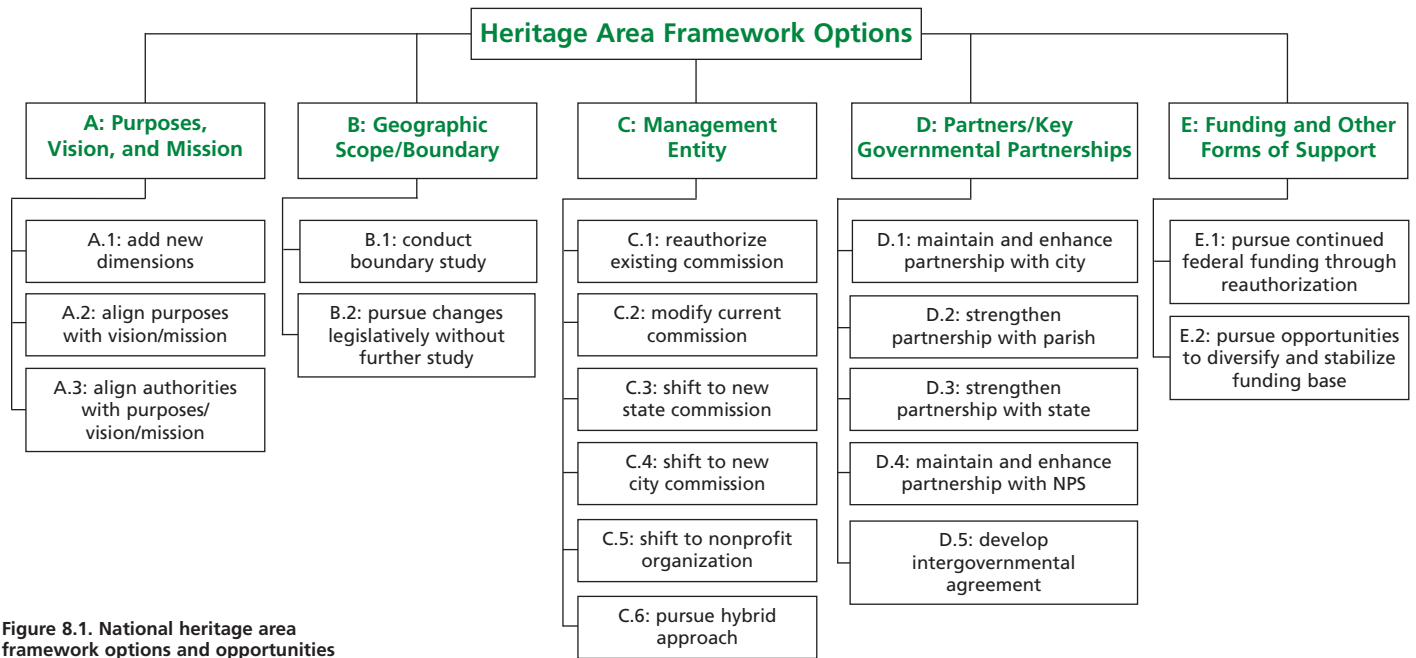 Heritage Area Framework Options
A: Purposes,
Vision, and Mission
A.1: add new
dimensions
A.2: align purposes
with vision/mission
A.3: align authorities
with purposes/
vision/mission
B: Geographic
Scope/Boundary
B.1: conduct
boundary study
B.2: pursue changes
legislatively without
further study
C: Management
Entity
C.1: reauthorize
existing commission
C.2: modify current
commission
C.3: shift to new
state commission
C.4: shift to new
city commission
C.5: shift to nonprofit
organization
C.6: pursue hybrid
approach
D: Partners/Key
Governmental Partnerships
D.1: maintain and enhance
partnership with city
D.2: strengthen
partnership with parish
D.3: strengthen
partnership with state
D.4: maintain and enhance
partnership with NPS
D.5: develop
intergovernmental
agreement
E: Funding and Other
Forms of Support
E.1: pursue continued
federal funding through
reauthorization
E.2: pursue opportunities
to diversify and stabilize
funding base
Figure 8.1. National heritage area
framework options and opportunities